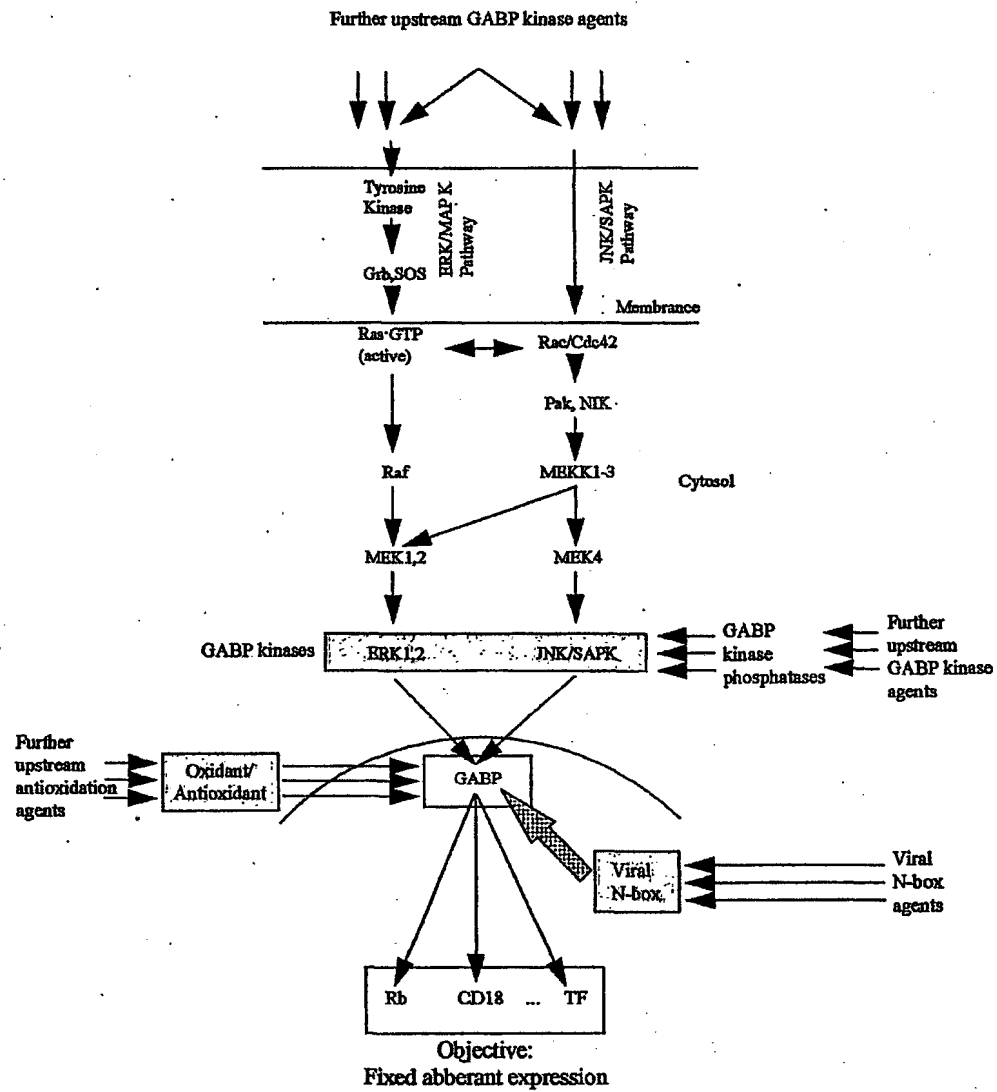 Further upstream GABP kinase agents
Tyrosine
Kinase
ERK/MAPK
Pathway
JNK/SAPK
Pathway
Grb,SOS
Membrance
Ras·GTP
(active)
Rac/Cdc42
Pak, NIK
Raf
MEKK1-3
Cytosol
MEK1,2
MEK4
GABP kinases
ERK1,2
JNK/SAPK
GABP
kinase
phosphatases
Further
upstream
GABP kinase
agents
Further
upstream
antioxidation
agents
Oxidant/
Antioxidant
GABP
Viral
N-box
Viral
N-box
agents
Rb CD18 ... TF
Objective:
Fixed abberant expression